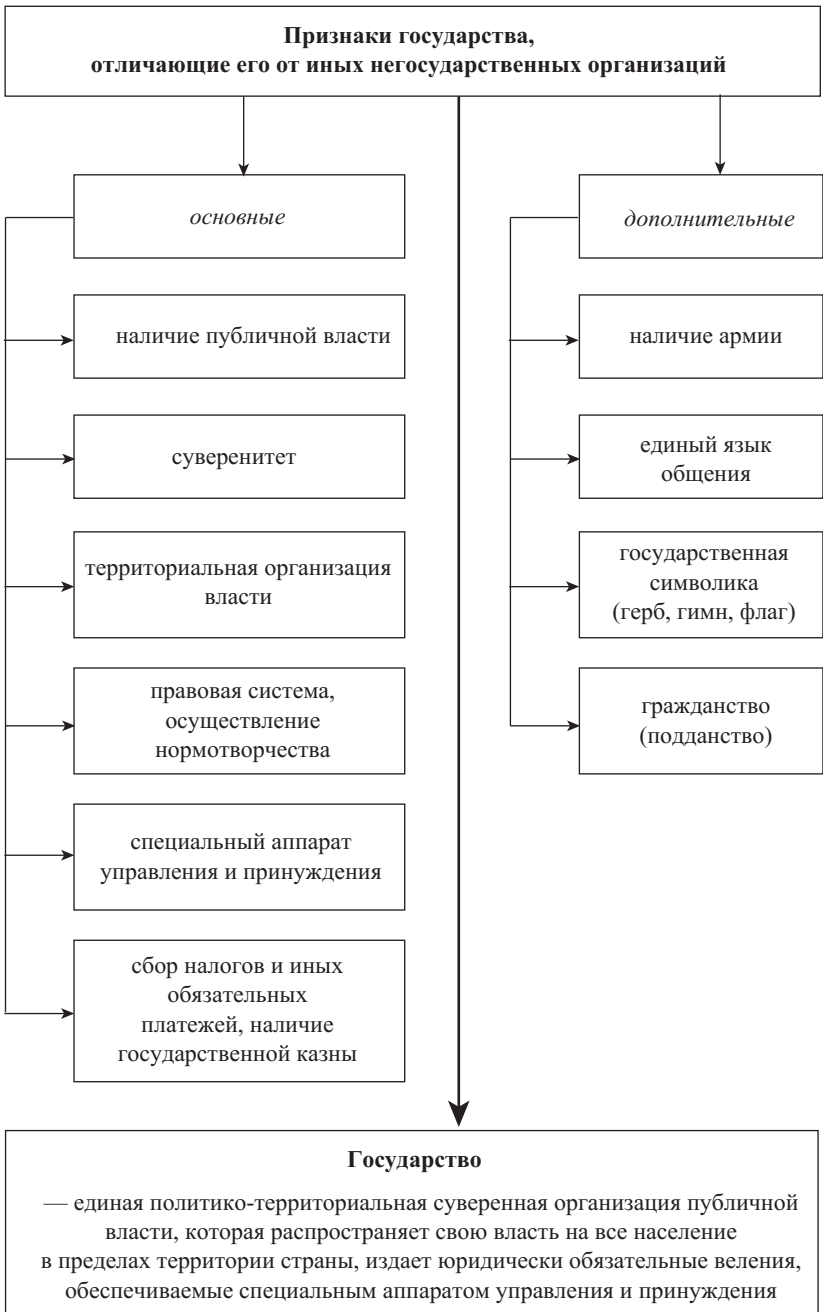 Признаки государства,
отличающие его от иных негосударственных организаций
основные
наличие публичной власти
суверенитет
территориальная организация
власти
правовая система,
осуществление
нормотворчества
специальный аппарат
управления и принуждения
сбор налогов и иных
обязательных
платежей, наличие
государственной казны
дополнительные
наличие армии
единый язык
общения
государственная
символика
(герб, гимн, флаг)
гражданство
(подданство)
Государство
— единая политико-территориальная суверенная организация публичной
власти, которая распространяет свою власть на все население
в пределах территории страны, издает юридически обязательные веления,
обеспечиваемые специальным аппаратом управления и принуждения